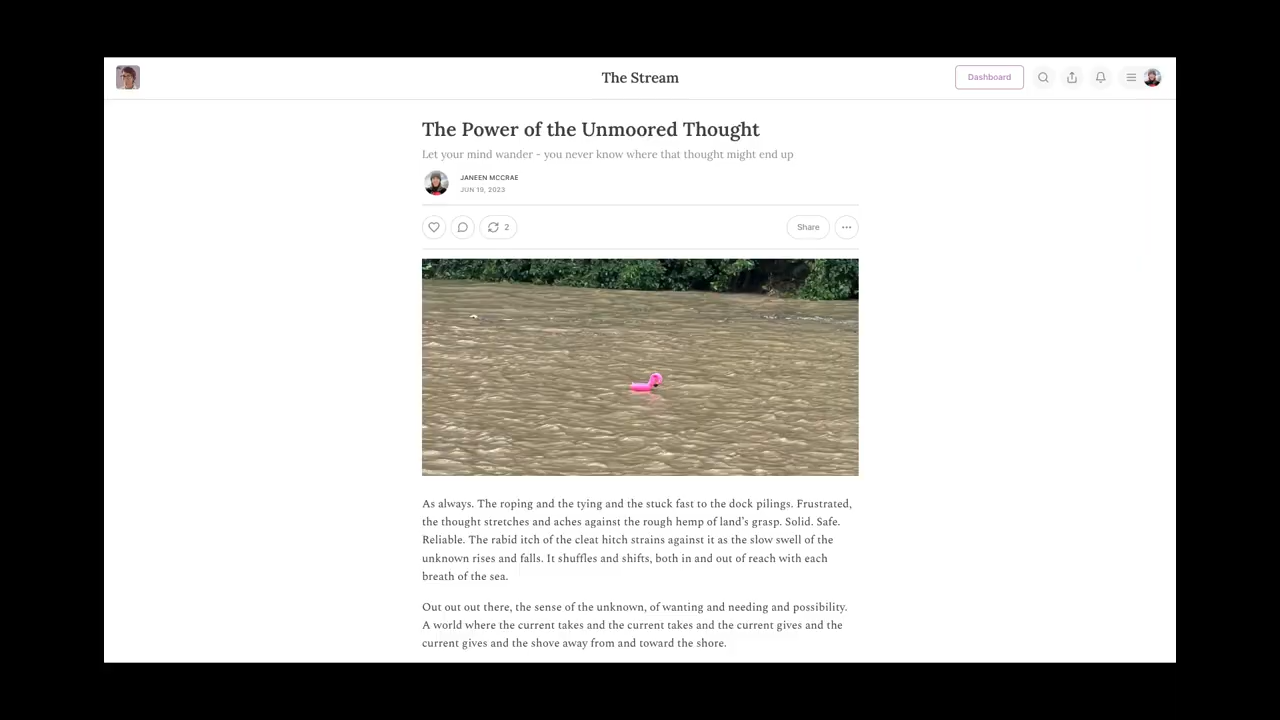 The Stream
Dashboard
The Power of the Unmoored Thought
Let your mind wander - you never know where that thought might end up
JANEEN MCCRAE
JUN 19, 2023
2
Share
As always. The roping and the tying and the stuck fast to the dock pilings. Frustrated,
the thought stretches and aches against the rough hemp of land’s grasp. Solid. Safe.
Reliable. The rabid itch of the cleat hitch strains against it as the slow swell of the
unknown rises and falls. It shuffles and shifts, both in and out of reach with each
breath of the sea.
Out out out there, the sense of the unknown, of wanting and needing and possibility.
A world where the current takes and the current takes and the current gives and the
current gives and the shove away from and toward the shore.